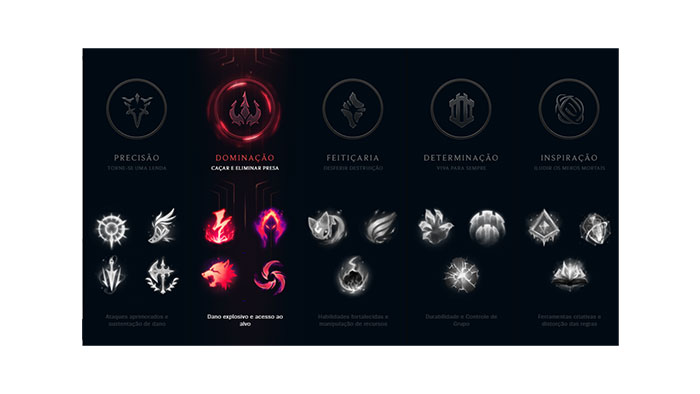 PRECISÃO
TORNE-SE UMA LENDA
Ataques aprimorados e
sustentação de dano
DOMINAÇÃO
CAÇAR E ELIMINAR PRESA
Dano explosivo e acesso ao
alvo
FEITIÇARIA
DESFERIR DESTRUIÇÃO
Habilidades fortalecidas e
manipulação de recursos
DETERMINAÇÃO
VIVA PARA SEMPRE
Durabilidade e Controle de
Grupo
INSPIRAÇÃO
ILUDIR OS MEROS MORTAIS
Ferramentas criativas e
distorção das regras